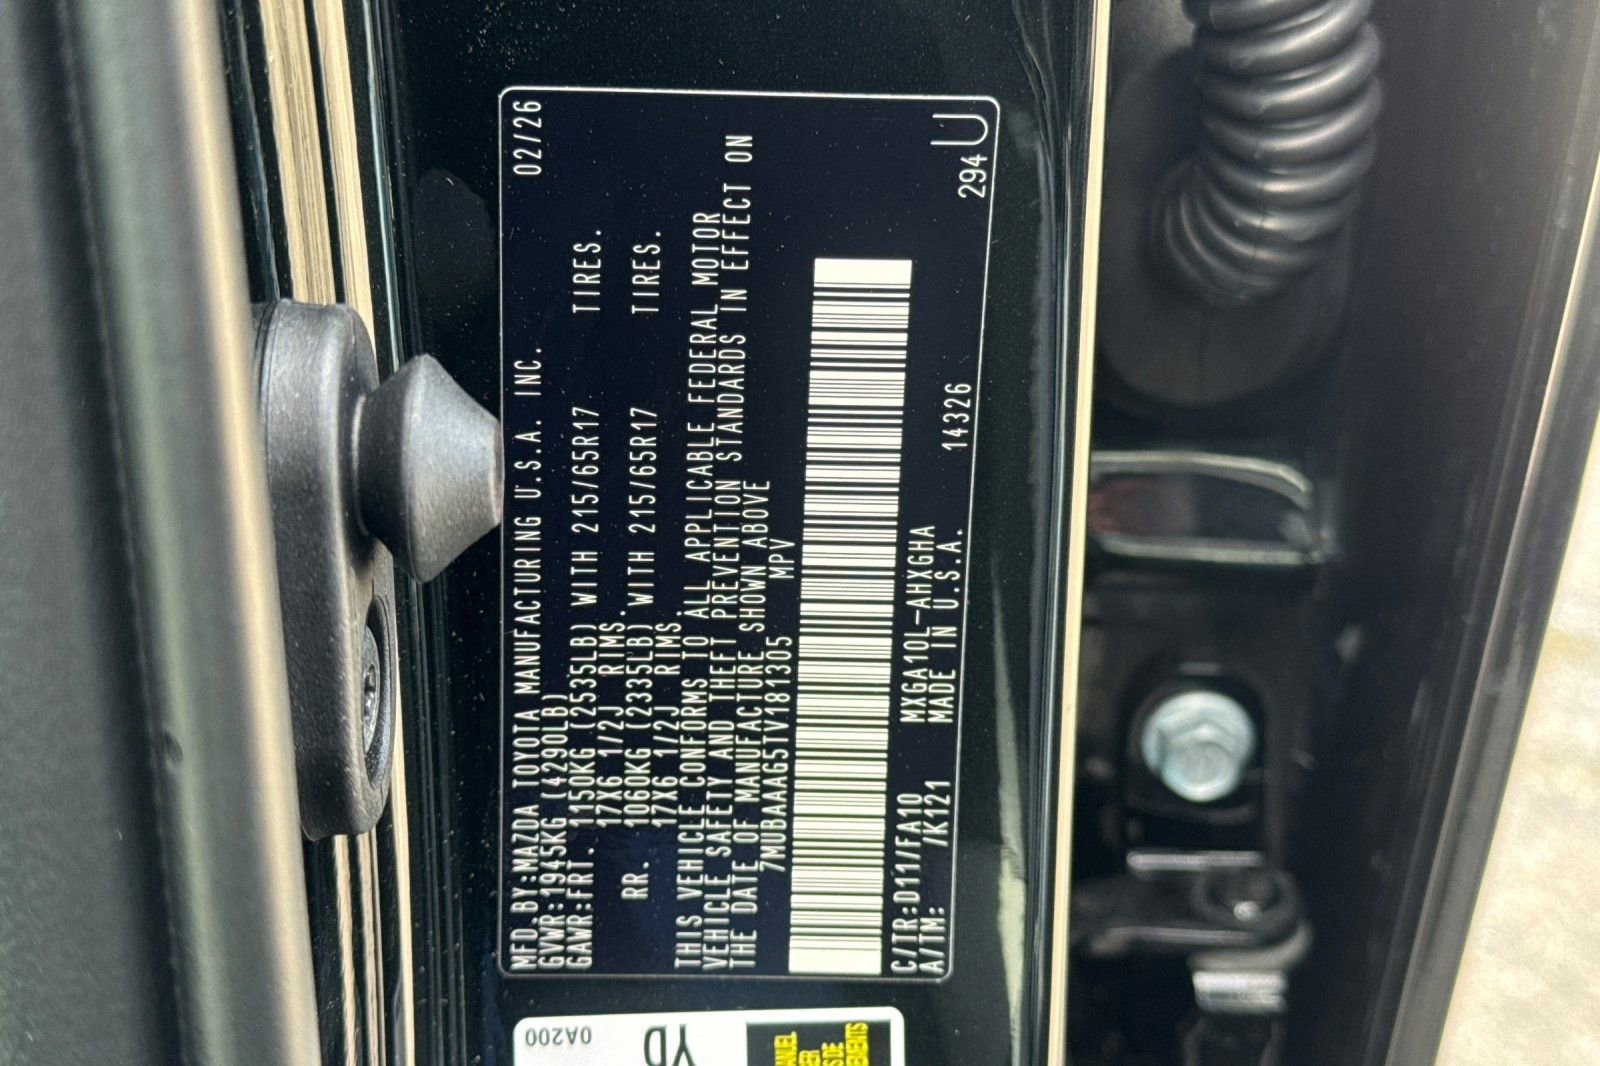 MFD.BY:MAZDA TOYOTA MANUFACTURING U.S.A. INC. 02/26
GVWR:1945KG (4290LB)
GAWR:FRT. 1150KG (2535LB) WITH 215/65R17 TIRES.
17X6 1/2J RIMS.
RR. 1060KG (2335LB) WITH 215/65R17 TIRES.
17X6 1/2J RIMS.
THIS VEHICLE CONFORMS TO ALL APPLICABLE FEDERAL MOTOR
VEHICLE SAFETY AND THEFT PREVENTION STANDARDS IN EFFECT ON
THE DATE OF MANUFACTURE SHOWN ABOVE
7MUBAAAG5TV181305 MPV
C/TR:D111/FA10 MXGA10L-AHXGHA 14326 294U
A/TM: /K121 MADE IN U.S.A.
0A200
YD